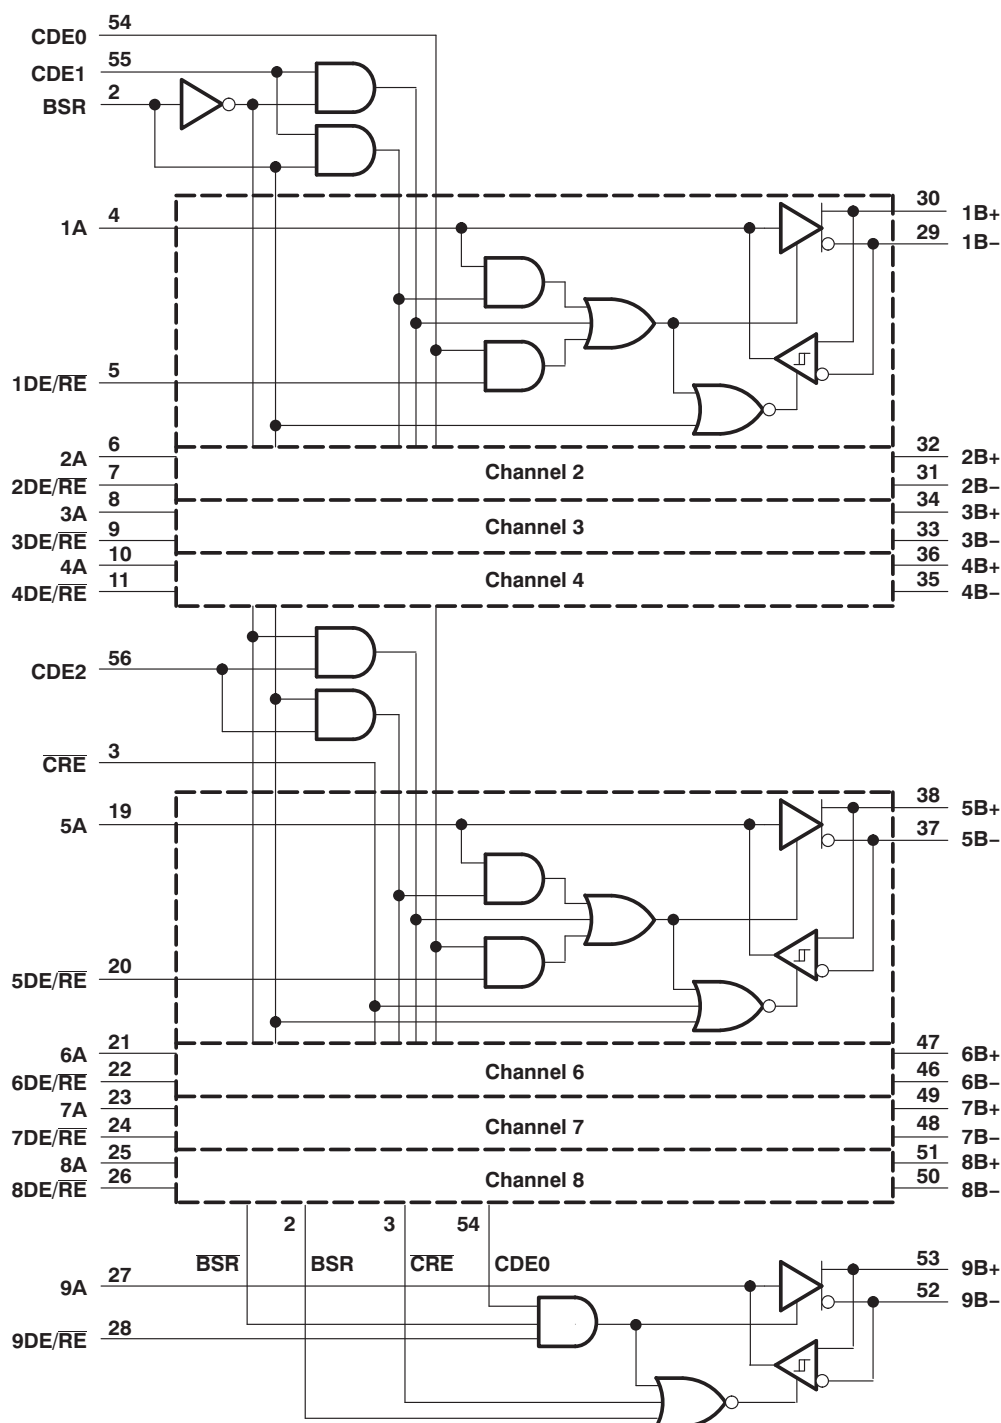 CDE0 54
CDE1 55
BSR 2
1A 4
30 1B+
29 1B−
1DE/RE 5
2A 6
Channel 2
32 2B+
2DE/RE 7
31 2B−
3A 8
Channel 3
34 3B+
3DE/RE 9
33 3B−
4A 10
Channel 4
36 4B+
4DE/RE 11
35 4B−
CDE2 56
CRE 3
5A 19
38 5B+
37 5B−
5DE/RE 20
6A 21
Channel 6
47 6B+
6DE/RE 22
46 6B−
7A 23
Channel 7
49 7B+
7DE/RE 24
48 7B−
8A 25
Channel 8
51 8B+
8DE/RE 26
50 8B−
2 3 54
BSR BSR CRE CDE0
9A 27
53 9B+
52 9B−
9DE/RE 28